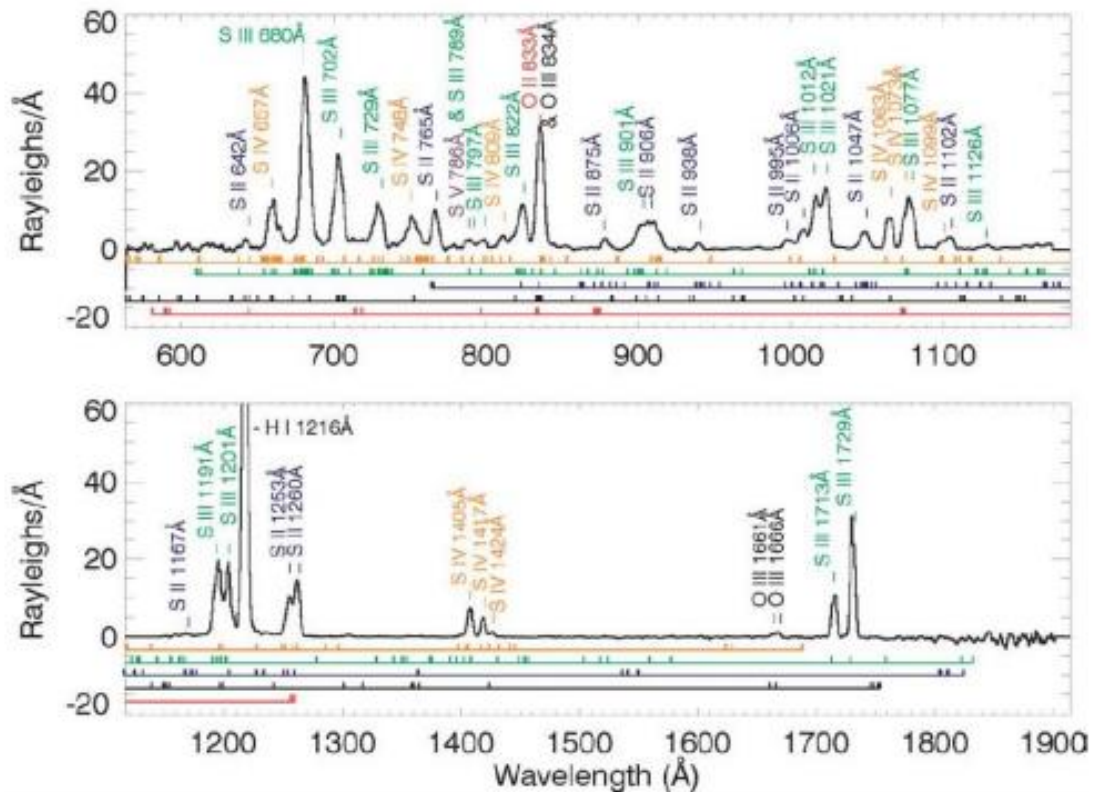 60
40
20
0
-20
Rayleighs/Å
S II 642Å
S IV 657Å
S III 680Å
S III 702Å
S III 729Å
S IV 748Å
S II 765Å
S V 786Å & S III 789Å
S III 797Å
S IV 809Å
S III 822Å
O II 833Å
& O III 834Å
S II 875Å
S III 901Å
S II 906Å
S II 938Å
S II 995Å
S II 1006Å
S III 1012Å
S III 1021Å
S II 1047Å
S IV 1063Å
S IV 1073Å
S III 1077Å
S IV 1099Å
S II 1102Å
S III 1126Å
600 700 800 900 1000 1100
60
40
20
0
-20
Rayleighs/Å
S II 1167Å
S III 1191Å
S III 1201Å
- H I 1216Å
S II 1253Å
S II 1260Å
S IV 1405Å
S IV 1417Å
S IV 1424Å
O III 1661Å
O III 1666Å
S III 1713Å
S III 1729Å
1200 1300 1400 1500 1600 1700 1800 1900
Wavelength (Å)